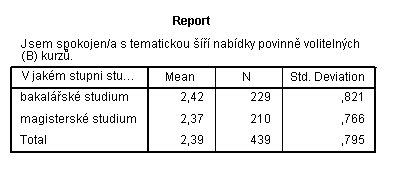 Report
Jsem spokojen/a s tematickou šíří nabídky povinně volitelných
(B) kurzů.
V jakém stupni stu... Mean N Std. Deviation
bakalářské studium 2,42 229 ,821
magisterské studium 2,37 210 ,766
Total 2,39 439 ,795